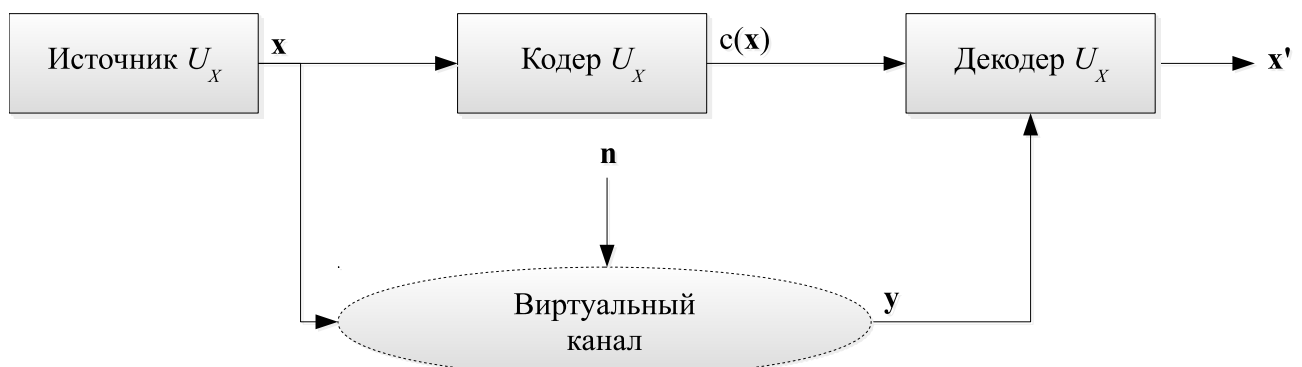 Источник U_X
x
Кодер U_X
c(x)
Декодер U_X
x'
n
Виртуальный
канал
y